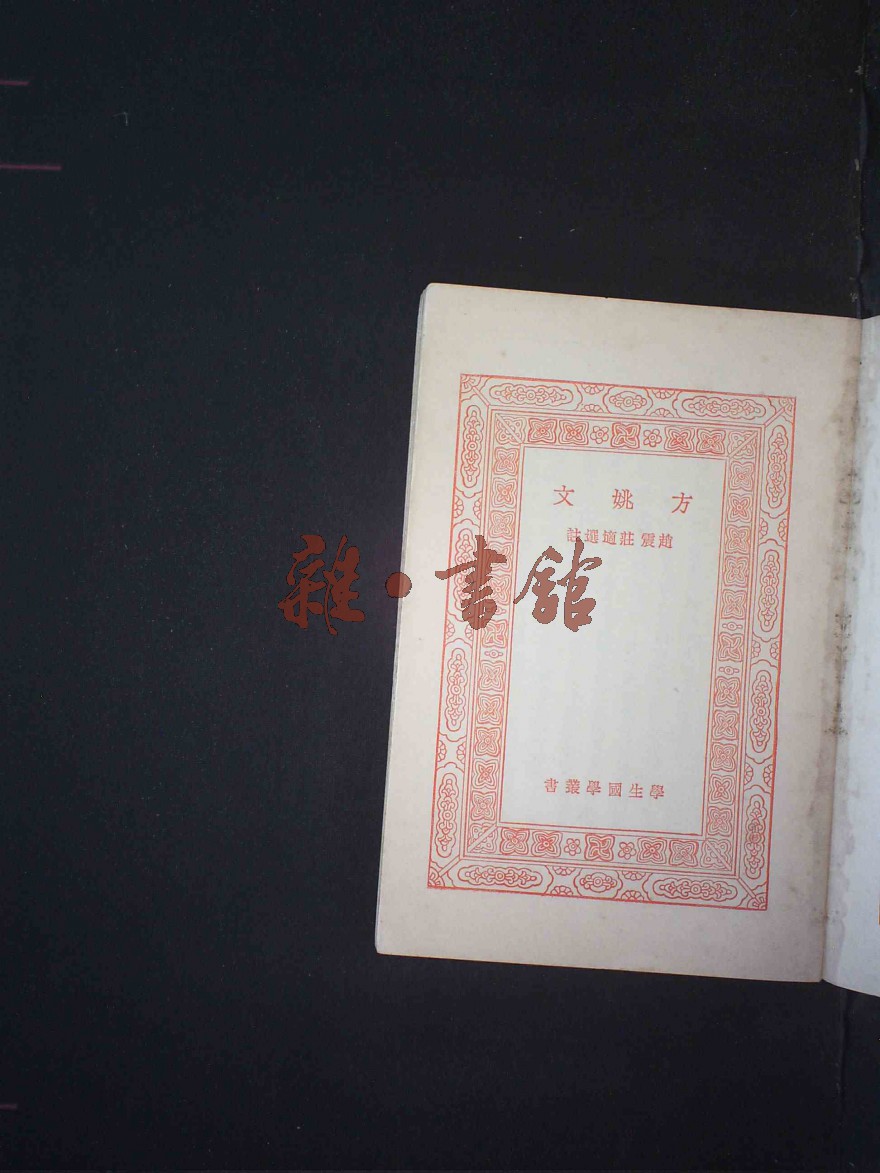 方姚文
趙震莊適選註
雜·書館
學生國學叢書